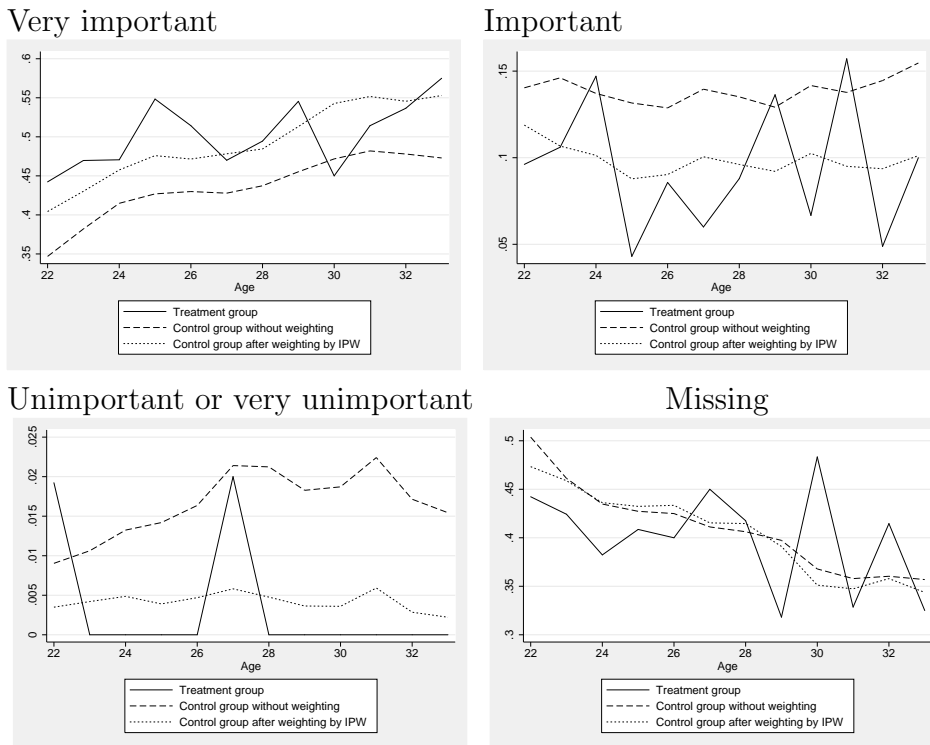 Very important
Important
.6
.55
.5
.45
.4
.35
22 24 26 28 30 32
Age
Treatment group
Control group without weighting
Control group after weighting by IPW
.15
.1
.05
22 24 26 28 30 32
Age
Treatment group
Control group without weighting
Control group after weighting by IPW
Unimportant or very unimportant
Missing
.025
.02
.015
.01
.005
0
22 24 26 28 30 32
Age
Treatment group
Control group without weighting
Control group after weighting by IPW
.5
.45
.4
.35
.3
22 24 26 28 30 32
Age
Treatment group
Control group without weighting
Control group after weighting by IPW